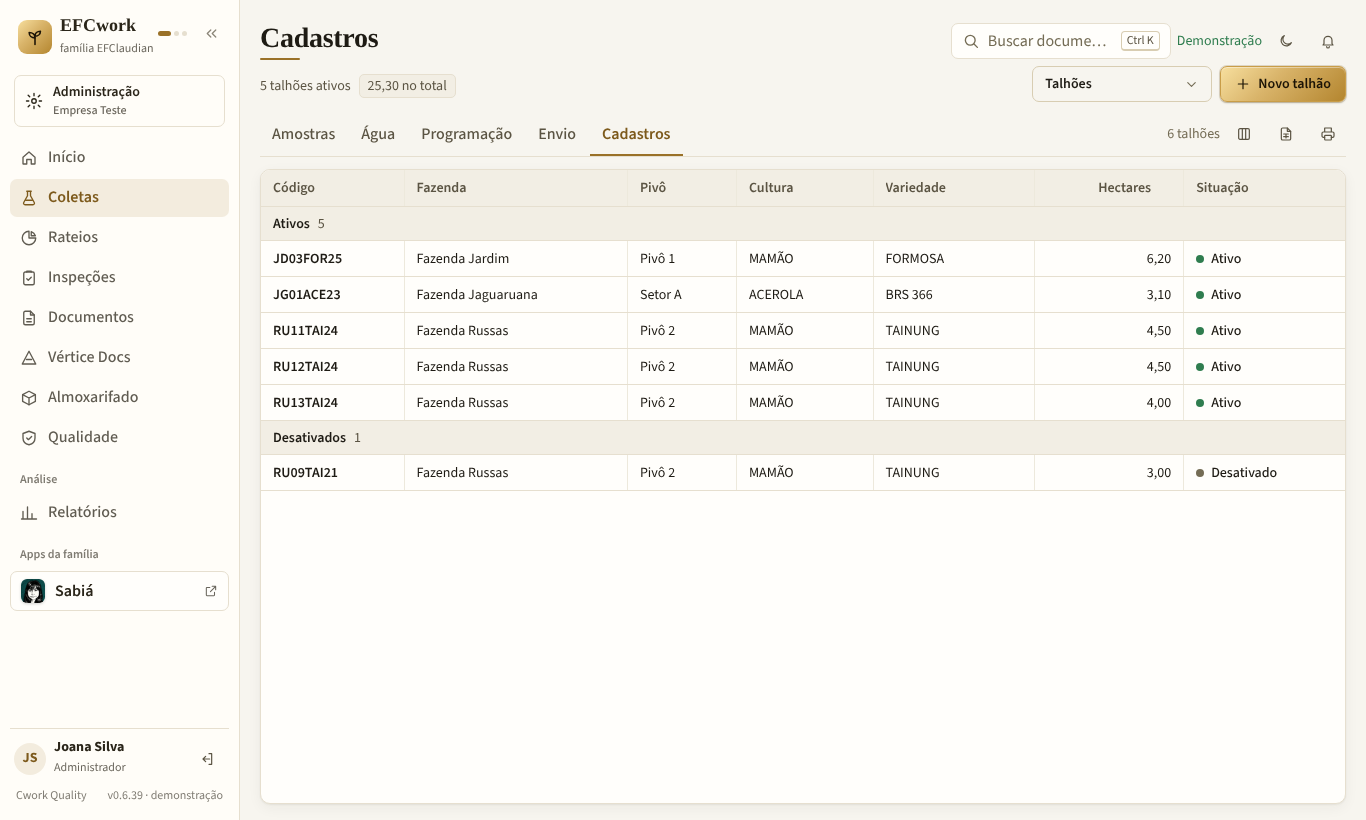 EFCwork
família EFClaudian
Administração
Empresa Teste
Início
Coletas
Rateios
Inspeções
Documentos
Vértice Docs
Almoxarifado
Qualidade
Análise
Relatórios
Apps da família
Sabiá
JS
Joana Silva
Administrador
Cwork Quality v0.6.39 · demonstração
Cadastros
Buscar docume… Ctrl K Demonstração
5 talhões ativos 25,30 no total
Talhões
Novo talhão
Amostras Água Programação Envio Cadastros
6 talhões
Código Fazenda Pivô Cultura Variedade Hectares Situação
Ativos 5
JD03FOR25 Fazenda Jardim Pivô 1 MAMÃO FORMOSA 6,20 Ativo
JG01ACE23 Fazenda Jaguaruana Setor A ACEROLA BRS 366 3,10 Ativo
RU11TAI24 Fazenda Russas Pivô 2 MAMÃO TAINUNG 4,50 Ativo
RU12TAI24 Fazenda Russas Pivô 2 MAMÃO TAINUNG 4,50 Ativo
RU13TAI24 Fazenda Russas Pivô 2 MAMÃO TAINUNG 4,00 Ativo
Desativados 1
RU09TAI21 Fazenda Russas Pivô 2 MAMÃO TAINUNG 3,00 Desativado